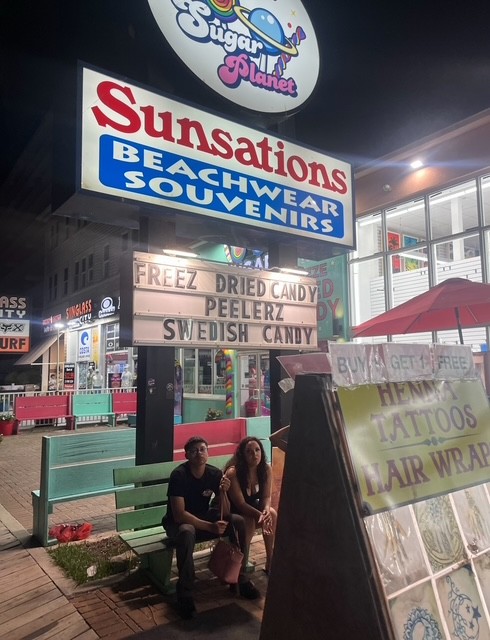 Sugar
Planet
Sunsations
BEACHWEAR
SOUVENIRS
FREEZ DRIED CANDY
PEELERZ
SWEDISH CANDY
SUNGLASS
CITY
SURF
BUY 1 GET 1 FREE
HENNA
TATTOOS
HAIR WRAP